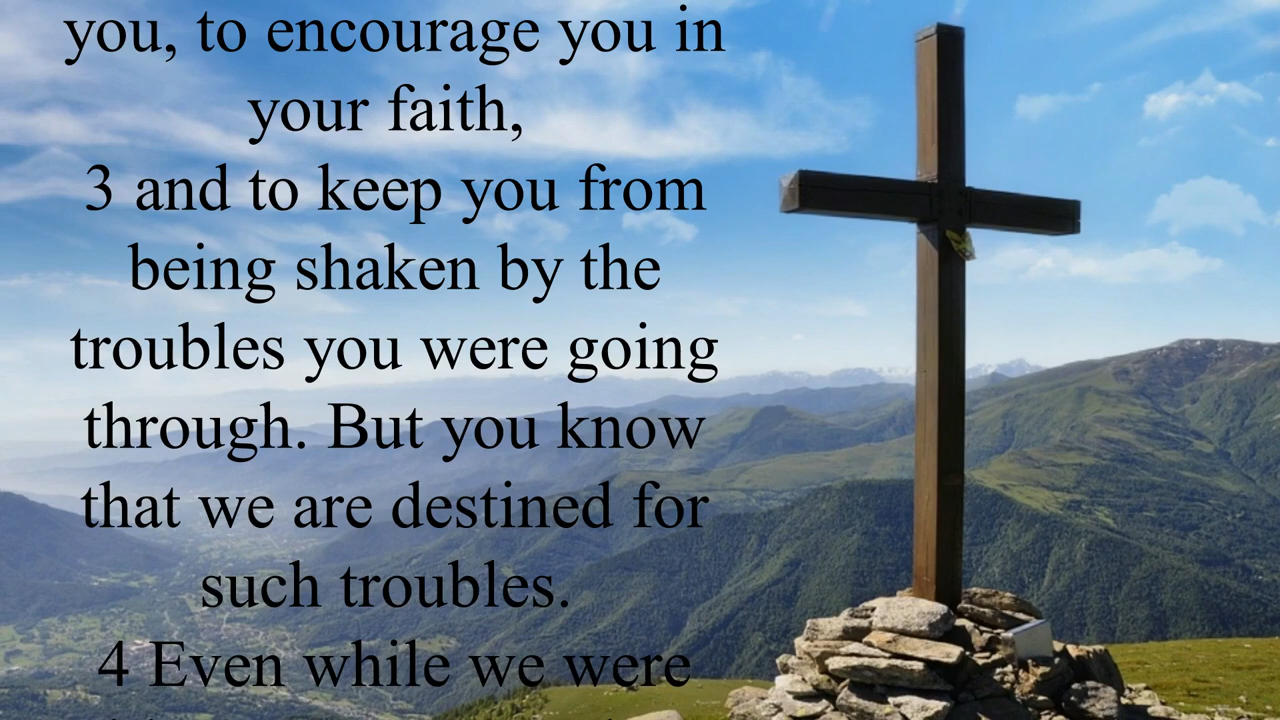 you, to encourage you in
your faith,
3 and to keep you from
being shaken by the
troubles you were going
through. But you know
that we are destined for
such troubles.
4 Even while we were